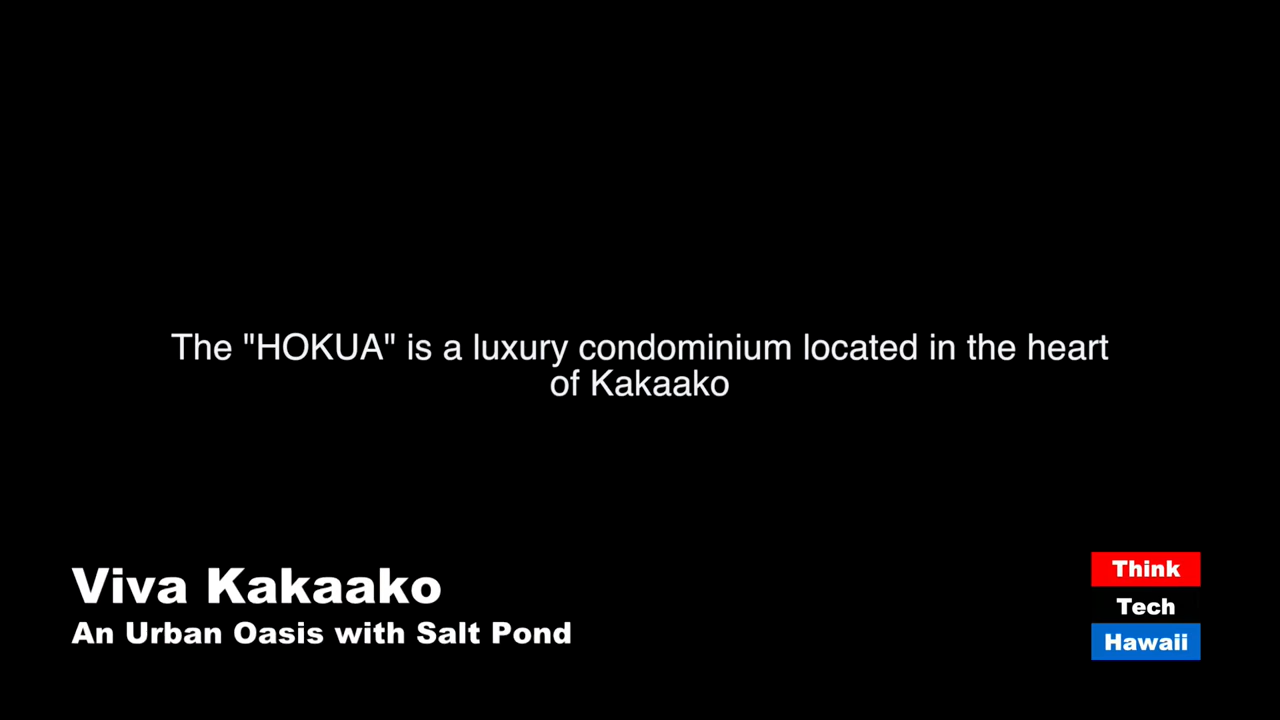 The "HOKUA" is a luxury condominium located in the heart
of Kakaako
Viva Kakaako
An Urban Oasis with Salt Pond
Think
Tech
Hawaii